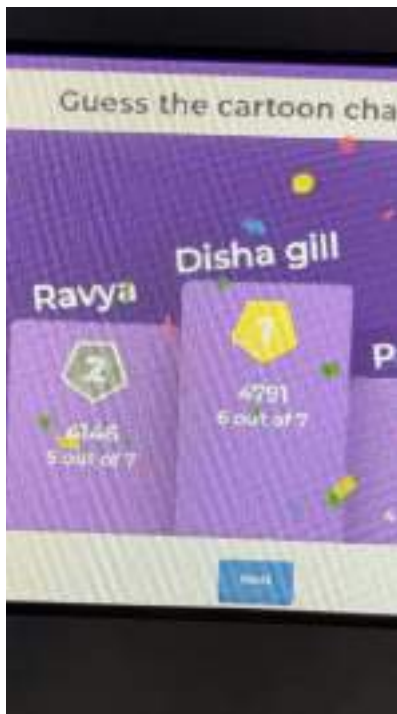 Guess the cartoon cha
Disha gill
Ravya
P
1
2
4791
6 out of 7
4146
5 out of 7
Next